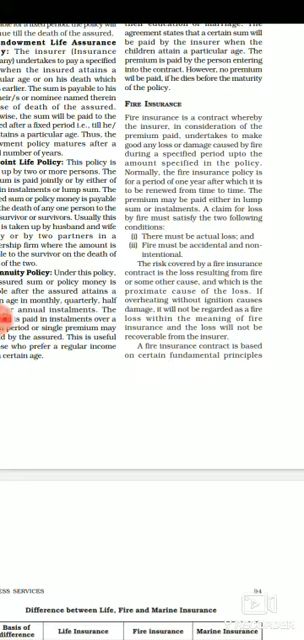 ue till the death of the assured.
ndowment Life Assurance
y: The insurer (Insurance
any) undertakes to pay a specified
when the insured attains a
ular age or on his death which
s earlier. The sum is payable to his
eir/s or nominee named therein
se of death of the assured.
wise, the sum will be paid to the
ed after a fixed period i.e., till he/
tains a particular age. Thus, the
wment policy matures after a
d number of years.
oint Life Policy: This policy is
up by two or more persons. The
um is paid jointly or by either of
in instalments or lump sum. The
ed sum or policy money is payable
the death of any one person to the
survivor or survivors. Usually this
is taken up by husband and wife
y or by two partners in a
ership firm where the amount is
le to the survivor on the death of
of the two.
nnuity Policy: Under this policy,
ssured sum or policy money is
le after the assured attains a
n age in monthly, quarterly, half
r annual instalments. The
is paid in instalments over a
period or single premium may
d by the assured. This is useful
se who prefer a regular income
certain age.
agreement states that a certain sum will
be paid by the insurer when the
children attain a particular age. The
premium is paid by the person entering
into the contract. However, no premium
wil be paid, if he dies before the maturity
of the policy.
FIRE INSURANCE
Fire insurance is a contract whereby
the insurer, in consideration of the
premium paid, undertakes to make
good any loss or damage caused by fire
during a specified period upto the
amount specified in the policy.
Normally, the fire insurance policy is
for a period of one year after which it is
to be renewed from time to time. The
premium may be paid either in lump
sum or instalments. A claim for loss
by fire must satisfy the two following
conditions:
(i) There must be actual loss; and
(ii) Fire must be accidental and non-
intentional.
The risk covered by a fire insurance
contract is the loss resulting from fire
or some other cause, and which is the
proximate cause of the loss. If
overheating without ignition causes
damage, it will not be regarded as a fire
loss within the meaning of fire
insurance and the loss will not be
recoverable from the insurer.
A fire insurance contract is based
on certain fundamental principles
ESS SERVICES
94
RECORDER
Difference between Life, Fire and Marine Insurance
Basis of
difference
Life Insurance
Fire insurance
Marine Insurance